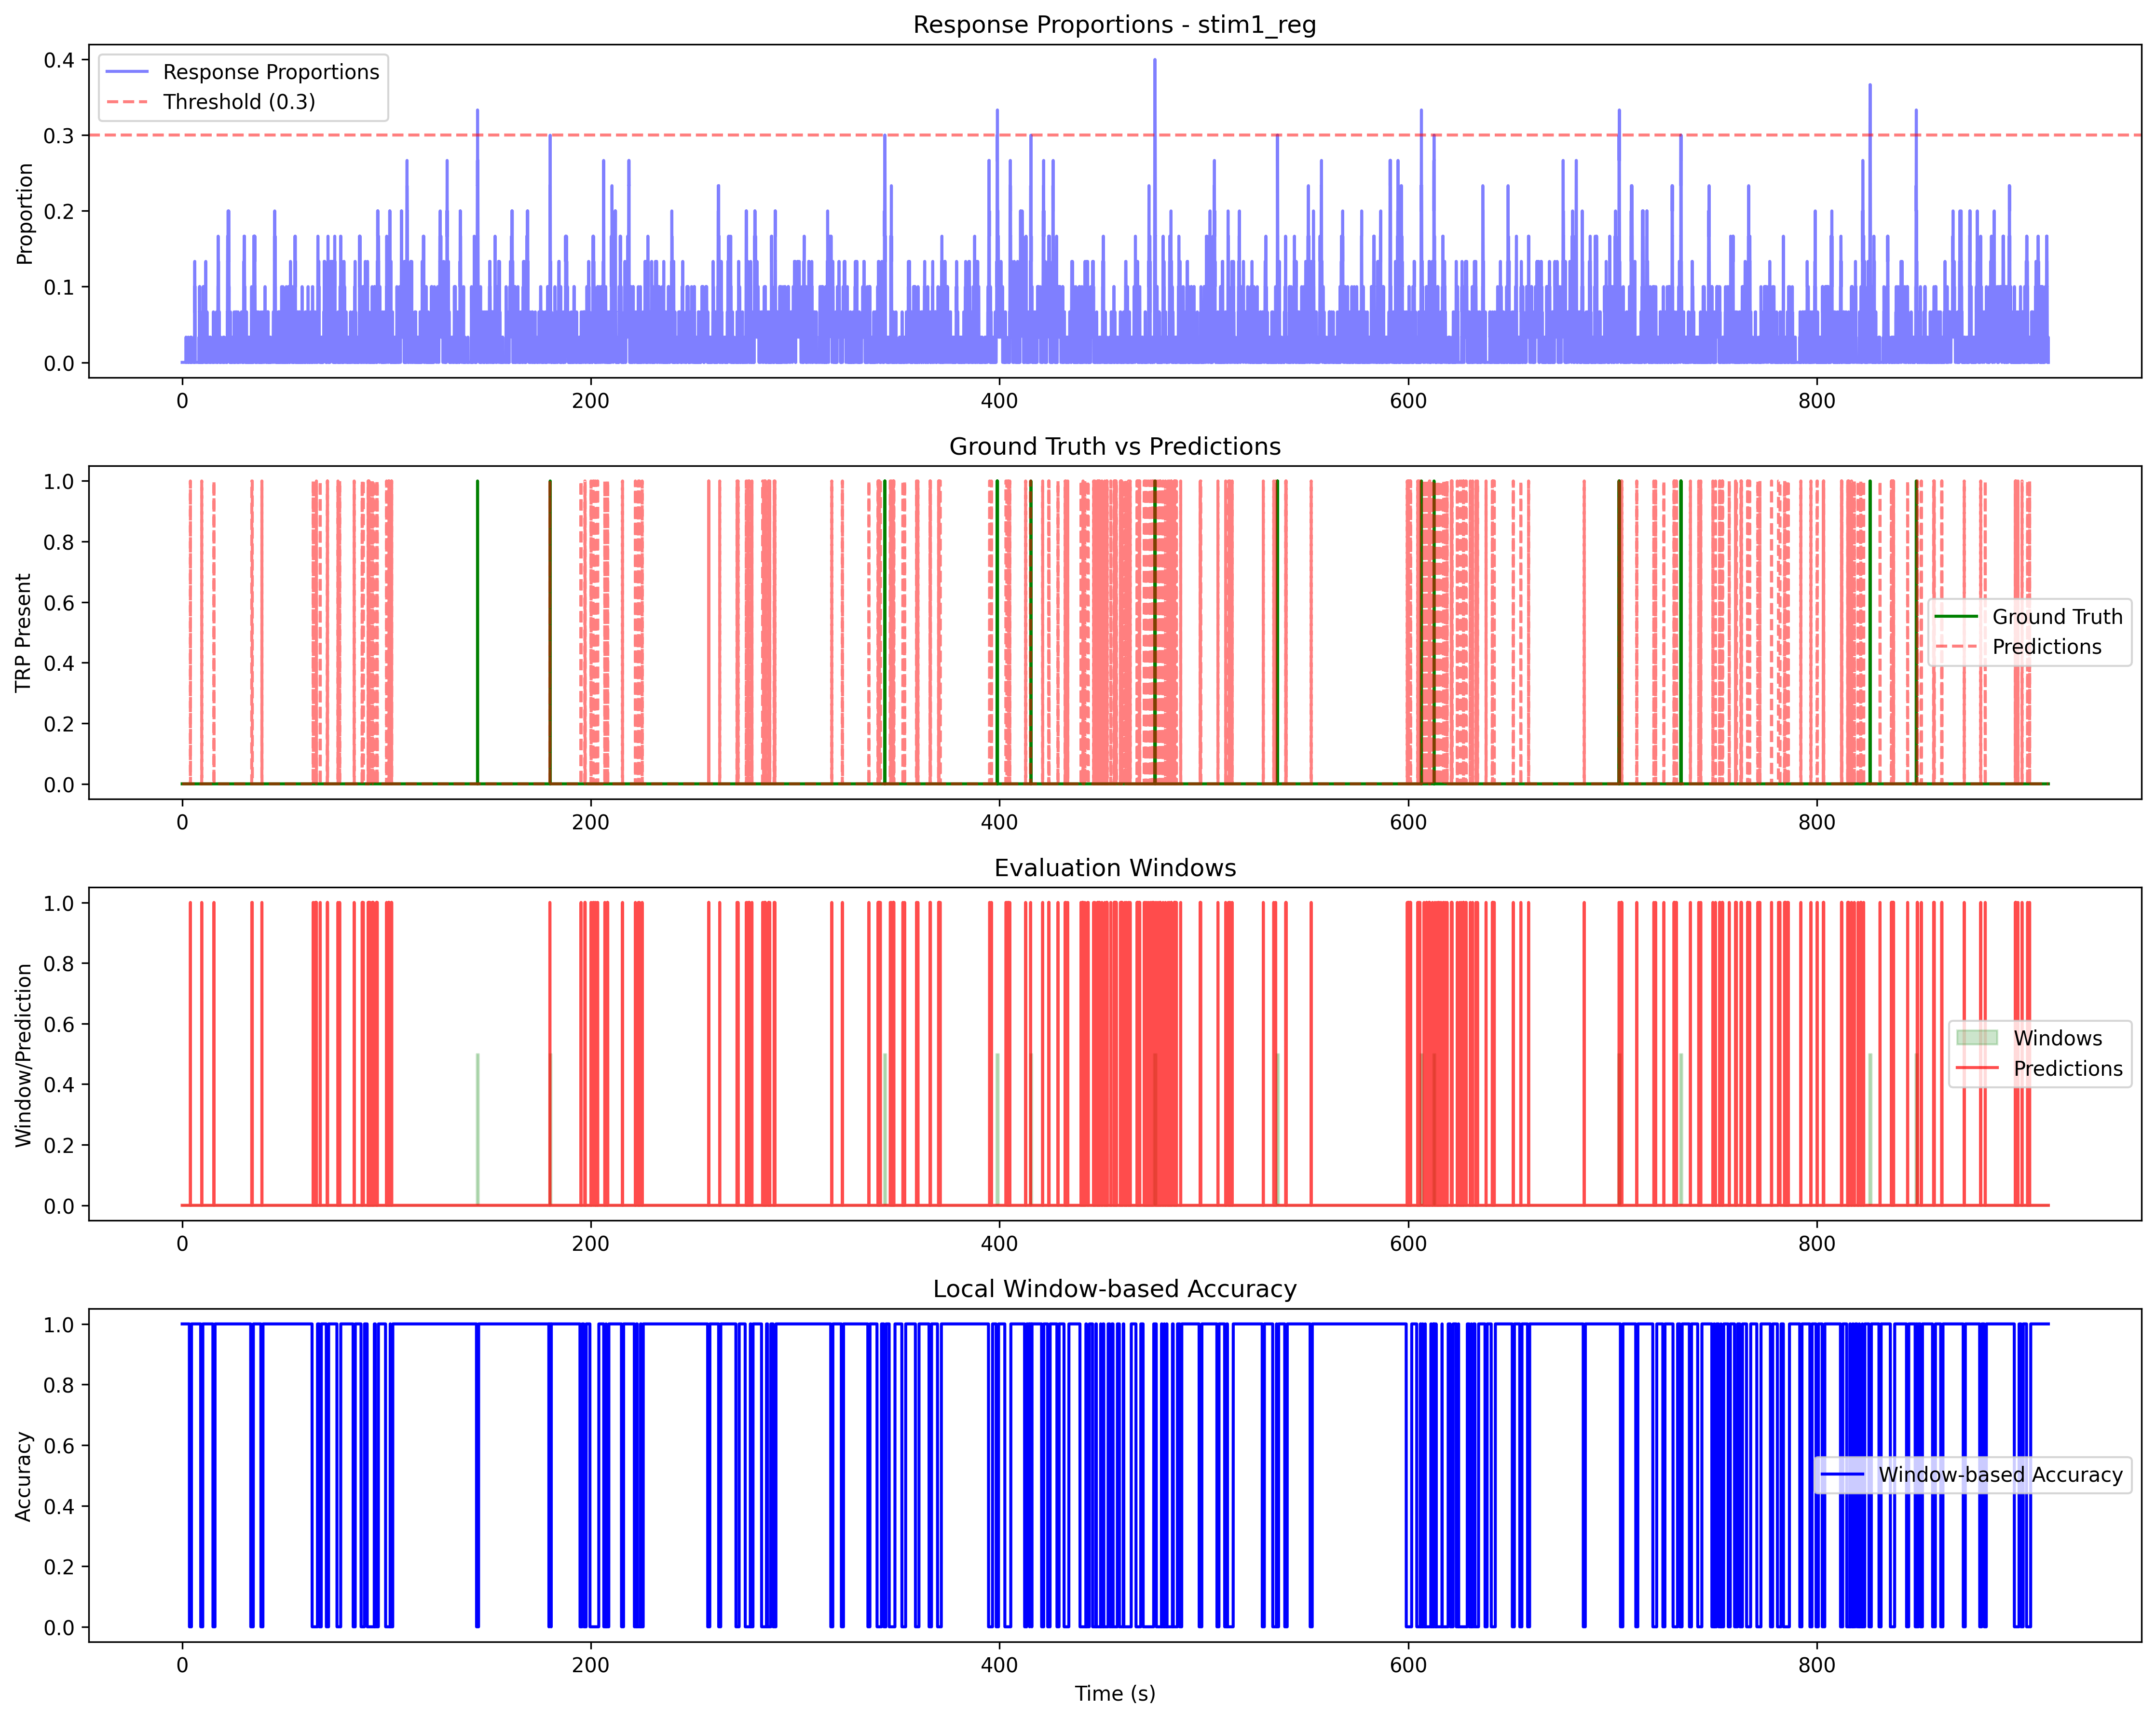 Response Proportions - stim1_reg
Response Proportions
Threshold (0.3)
Proportion
0.4
0.3
0.2
0.1
0.0
0 200 400 600 800
Ground Truth vs Predictions
TRP Present
1.0
0.8
0.6
0.4
0.2
0.0
Ground Truth
Predictions
0 200 400 600 800
Evaluation Windows
Window/Prediction
1.0
0.8
0.6
0.4
0.2
0.0
Windows
Predictions
0 200 400 600 800
Local Window-based Accuracy
Accuracy
1.0
0.8
0.6
0.4
0.2
0.0
Window-based Accuracy
0 200 400 600 800
Time (s)